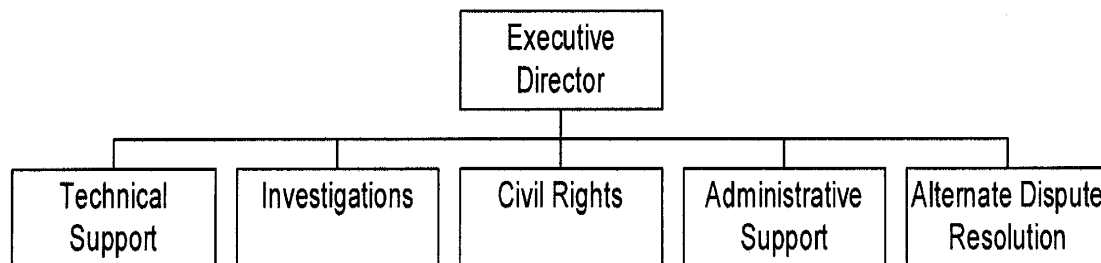 Executive
Director
Technical
Support
Investigations
Civil Rights
Administrative
Support
Alternate Dispute
Resolution